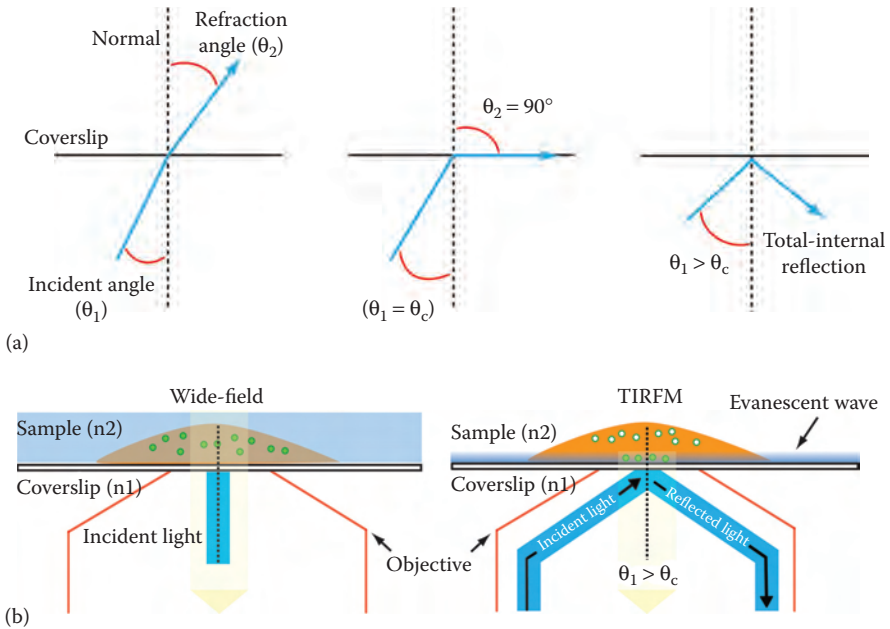 Normal
Refraction
angle (θ₂)
Coverslip
Incident angle
(θ₁)
θ₂ = 90°
(θ₁ = θc)
θ₁ > θc
Total-internal
reflection
(a)
Wide-field
Sample (n2)
Coverslip (n1)
Incident light
Objective
TIRFM
Evanescent wave
Sample (n2)
Coverslip (n1)
Incident light
Reflected light
θ₁ > θc
(b)